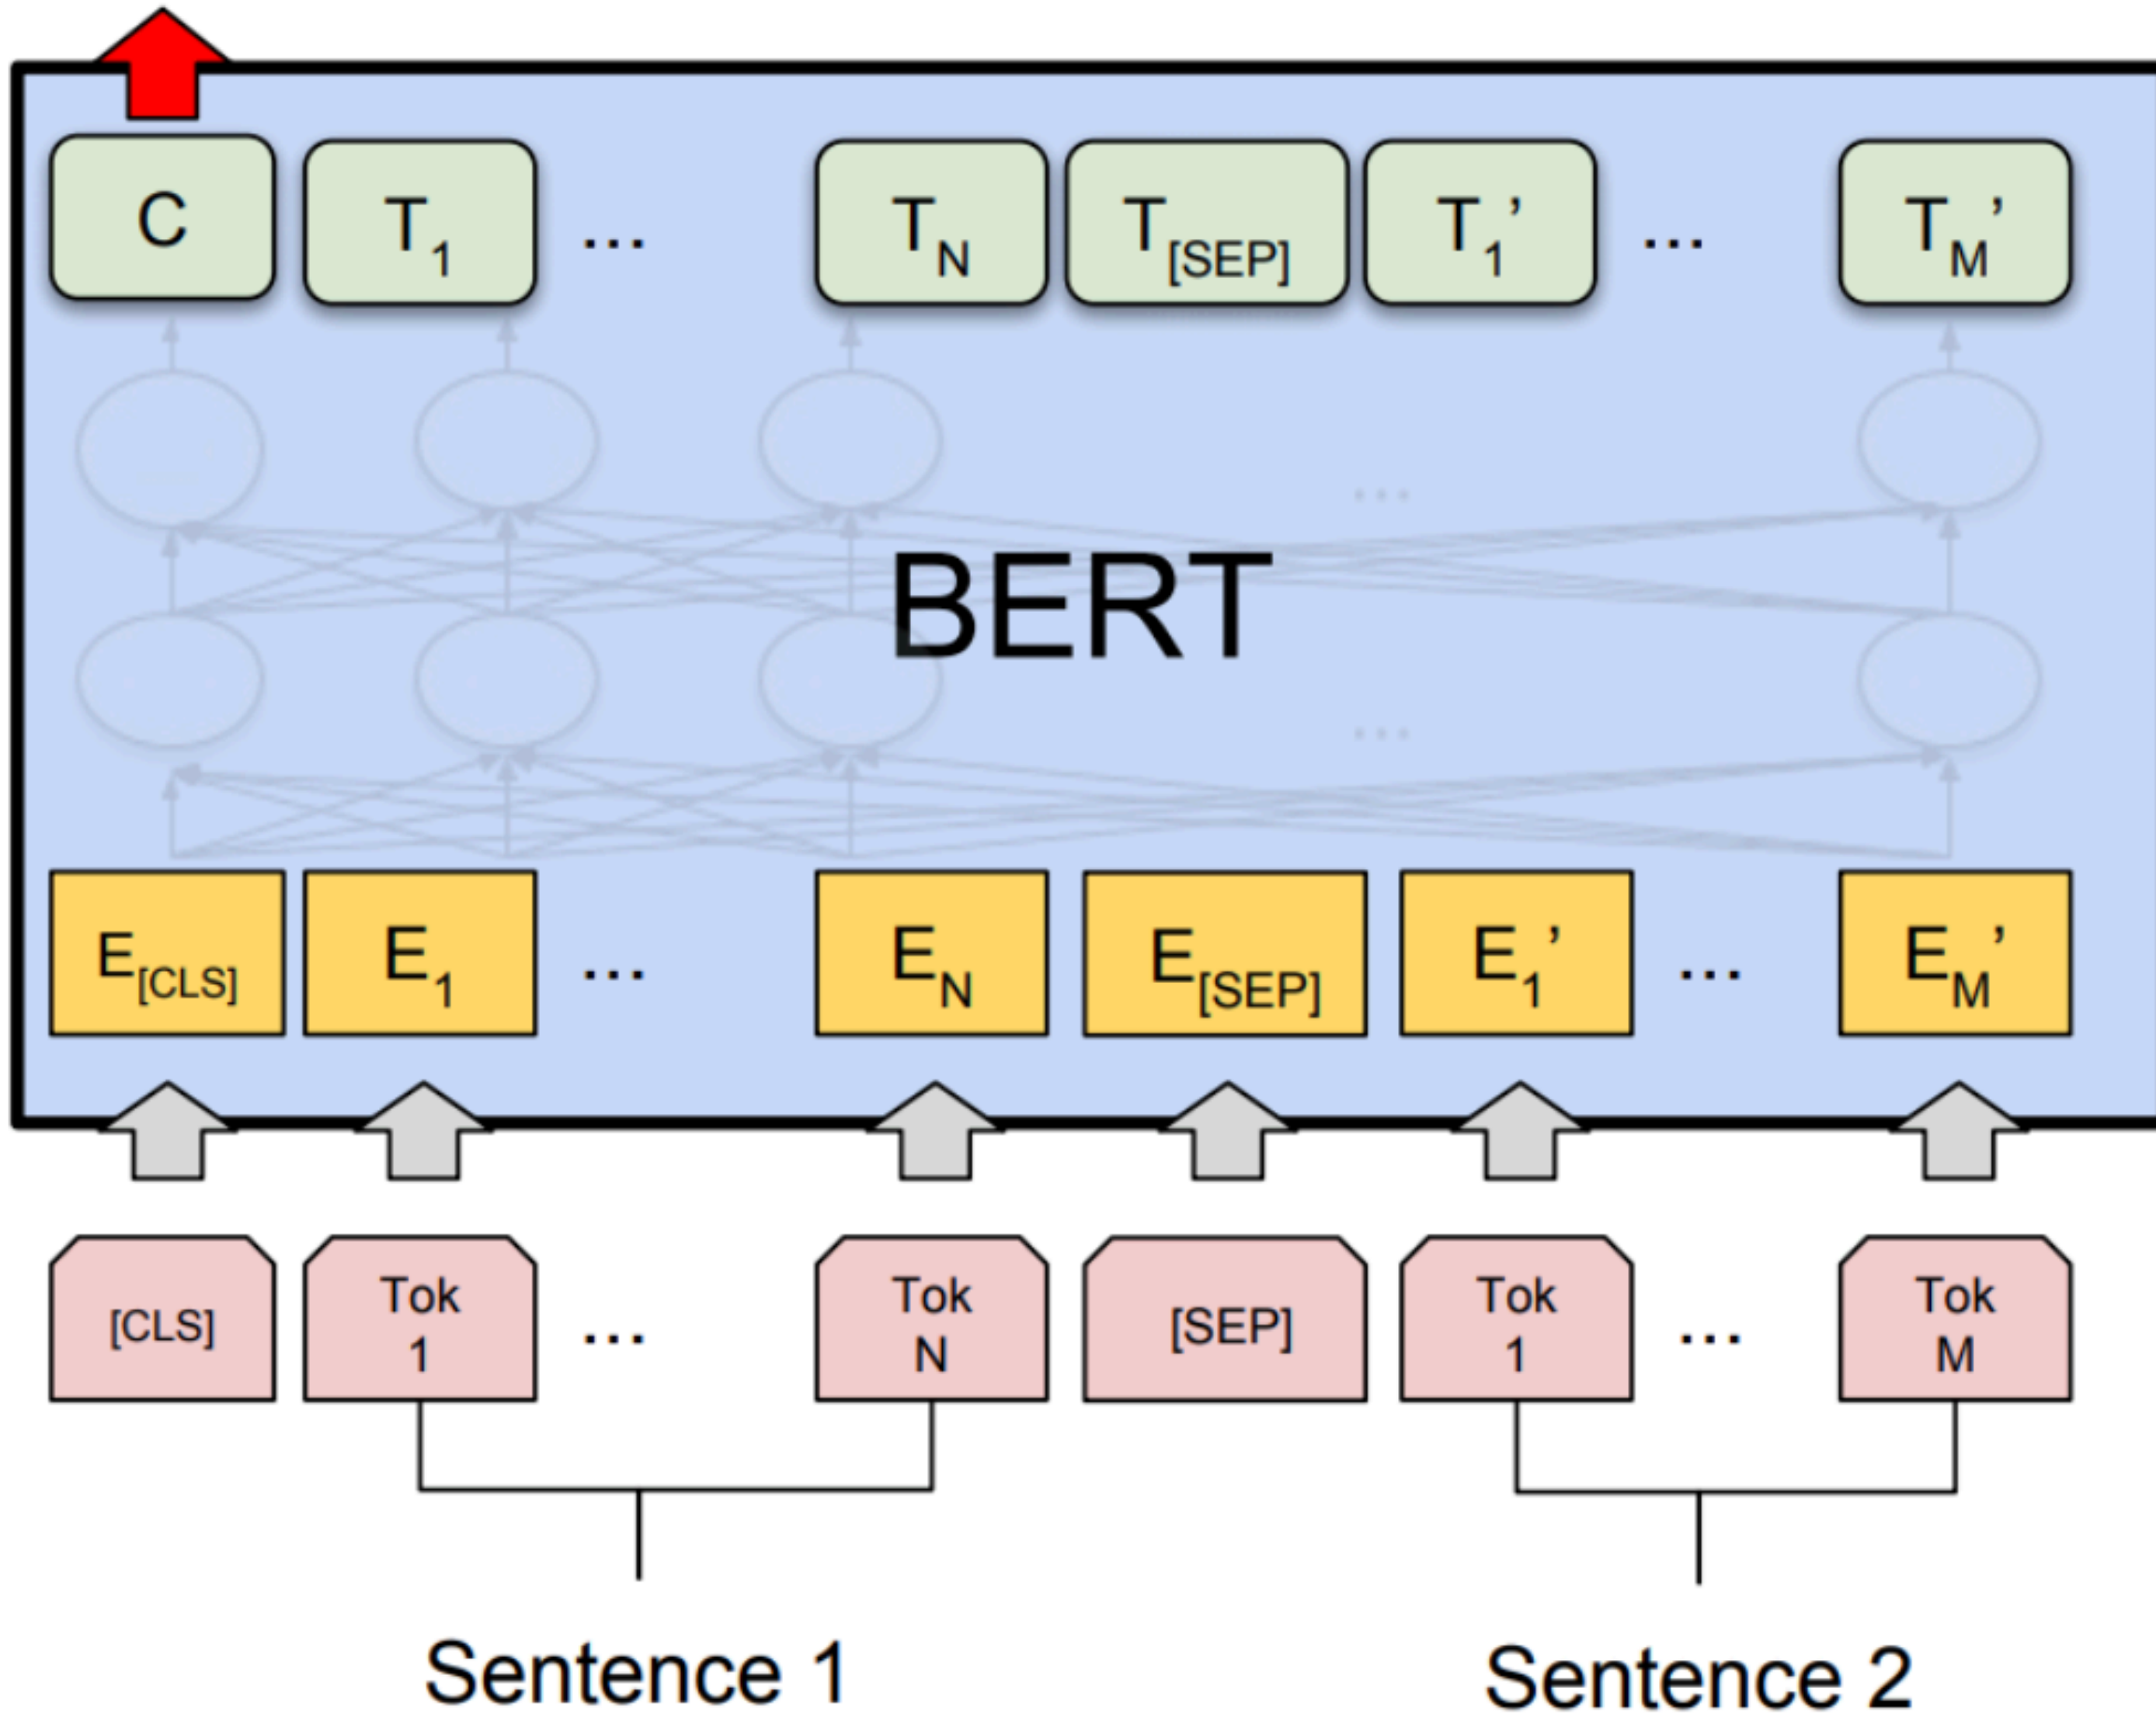 C T1 ... TN T[SEP] T1’ ... TM’
...
BERT
...
E[CLS] E1 ... EN E[SEP] E1’ ... EM’
[CLS] Tok 1 ... Tok N [SEP] Tok 1 ... Tok M
Sentence 1 Sentence 2